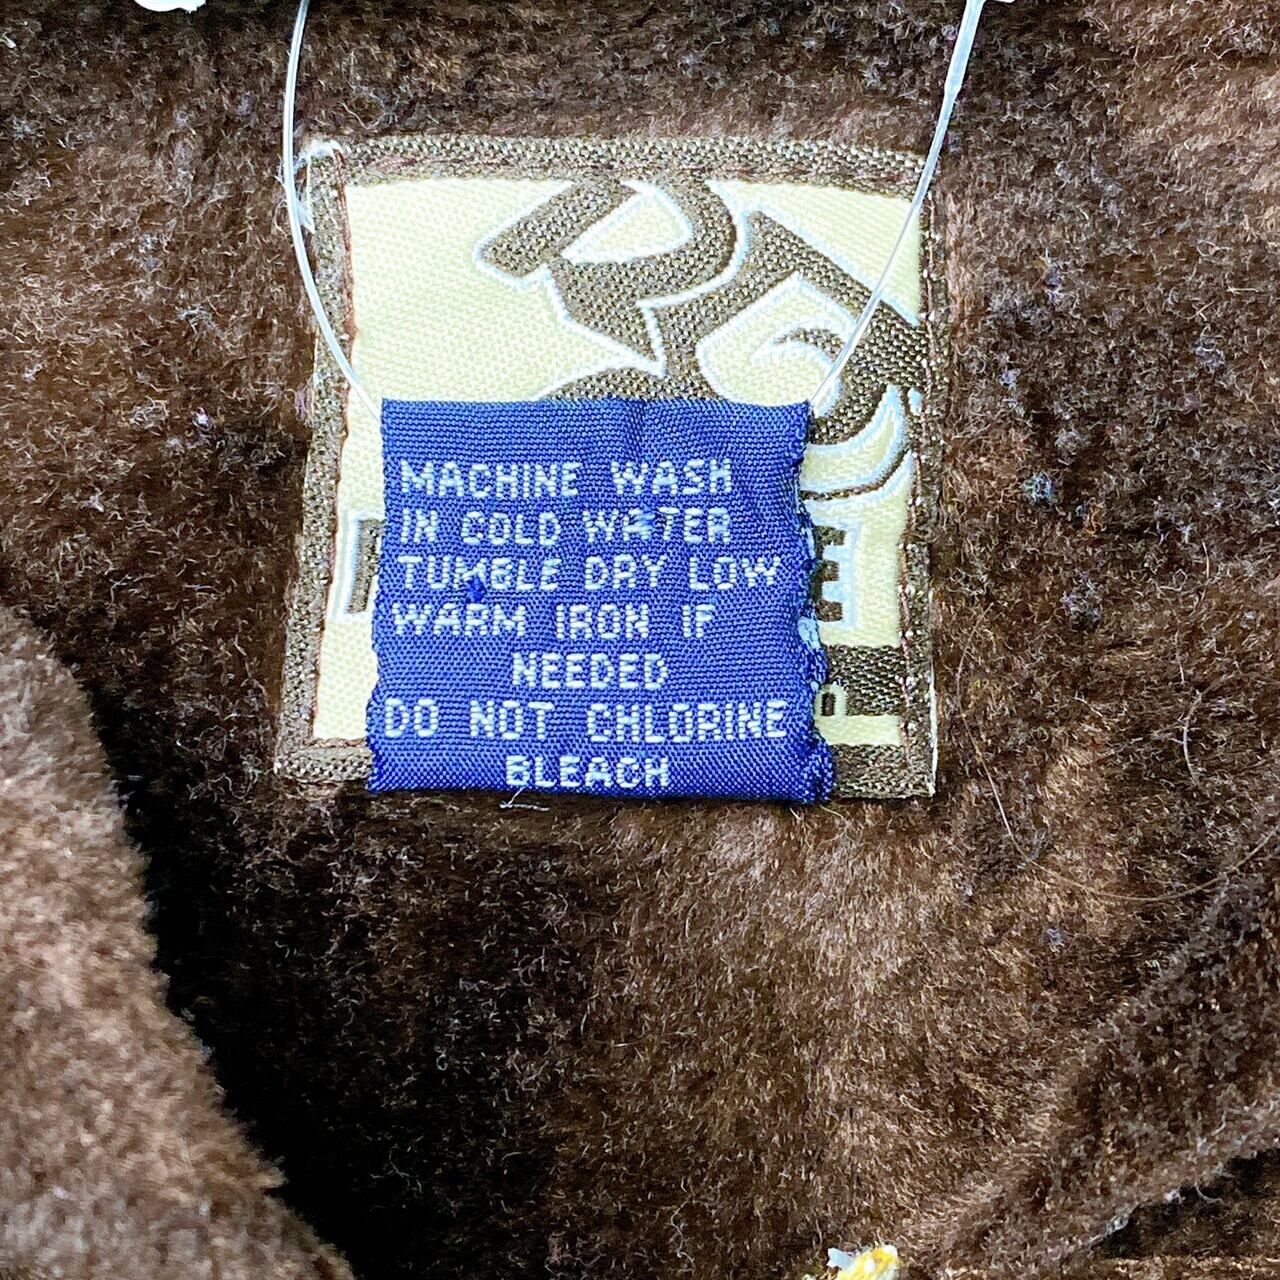 MACHINE WASH
IN COLD WATER
TUMBLE DRY LOW
WARM IRON IF
NEEDED
DO NOT CHLORINE
BLEACH